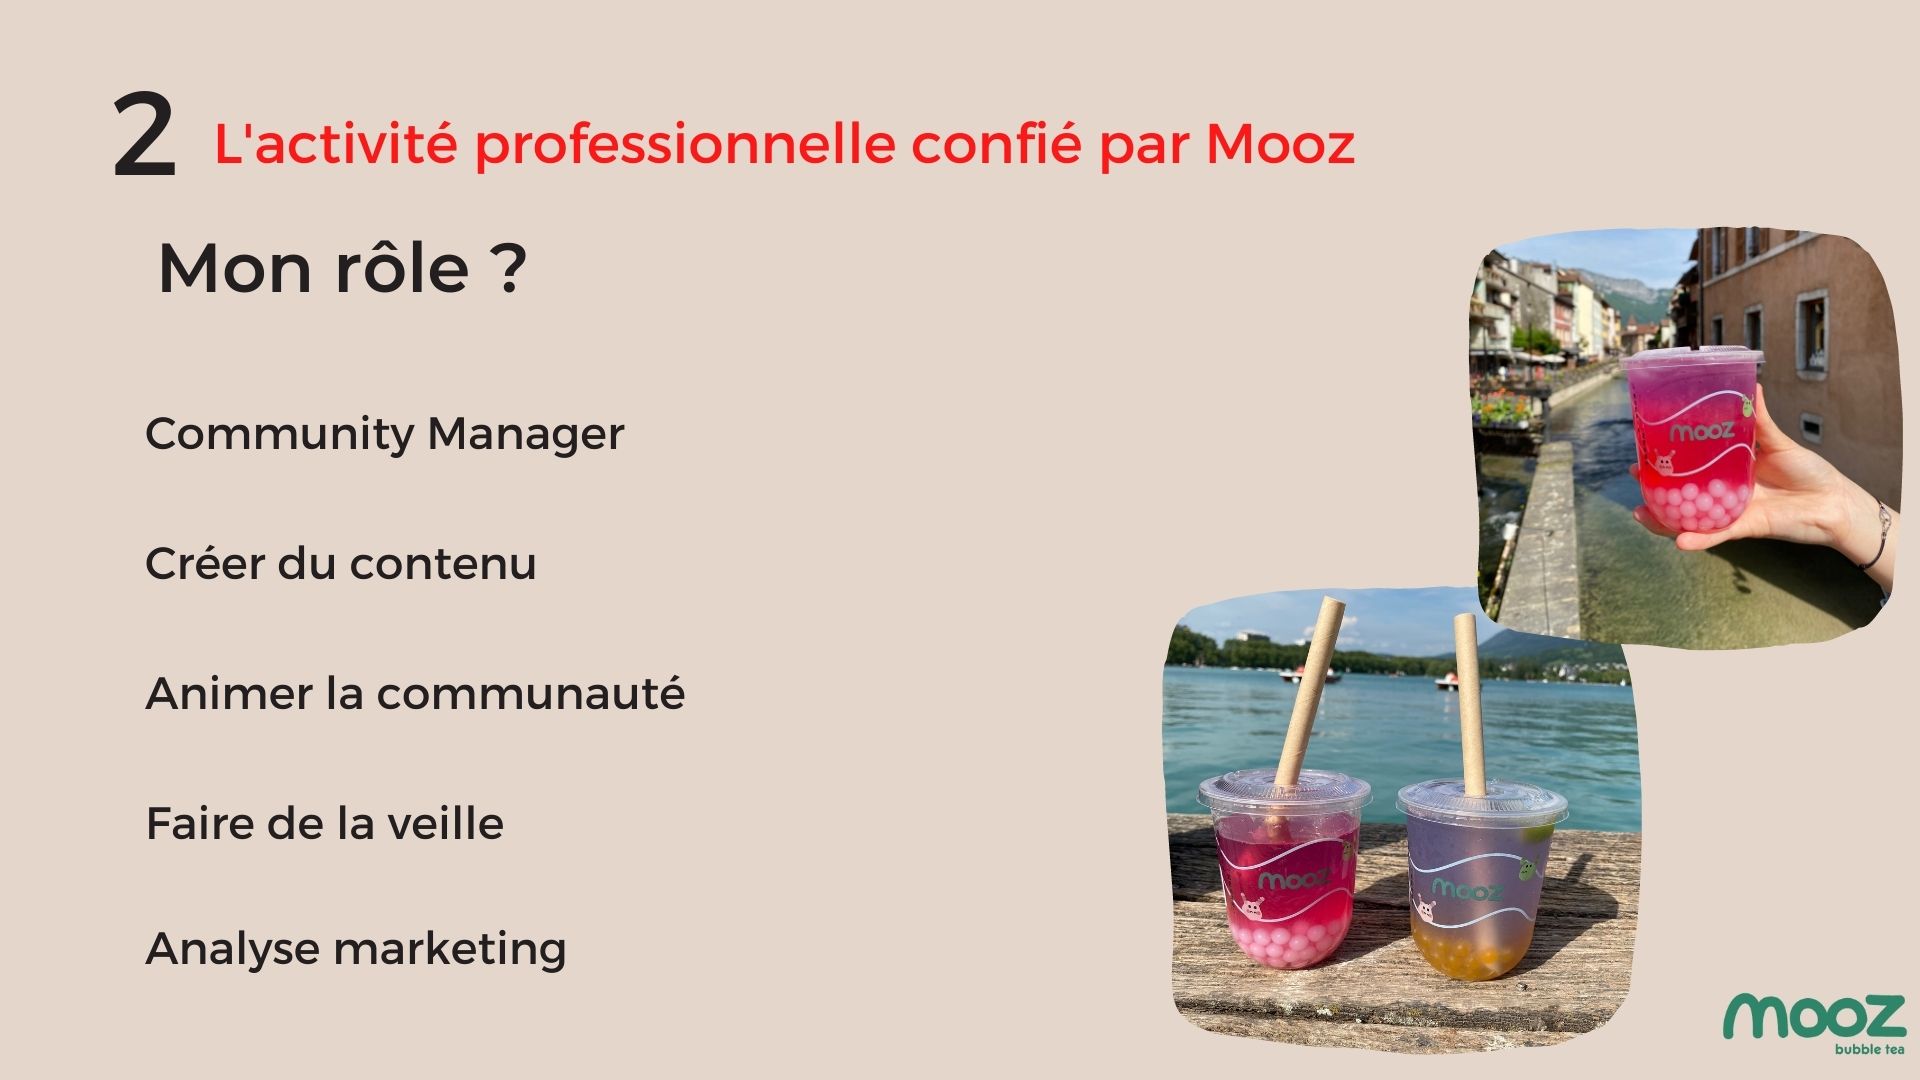 2 L'activité professionnelle confié par Mooz
Mon rôle ?
Community Manager
Créer du contenu
Animer la communauté
Faire de la veille
Analyse marketing
mooz
mooz
mooz
mooz
bubble tea